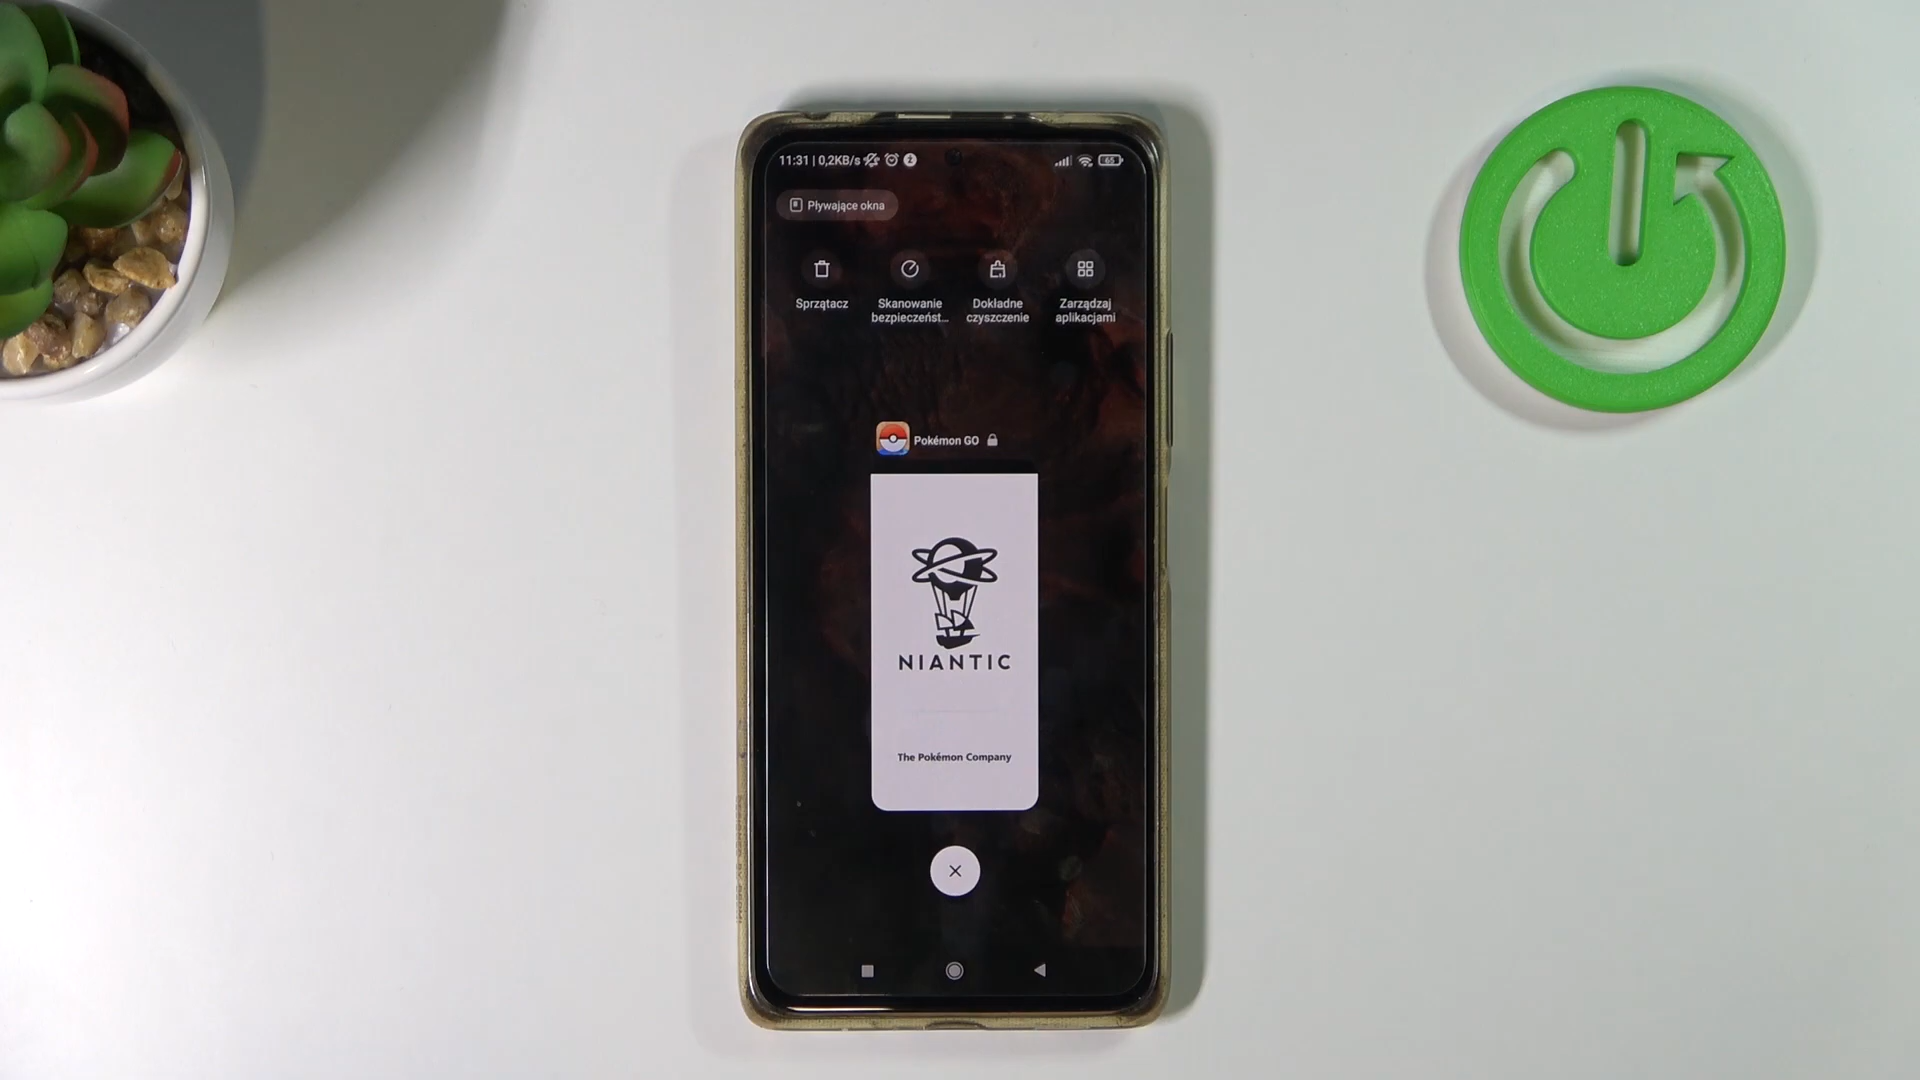 11:31 | 0,2KB/s
65
Pływające okna
Sprzątacz
Skanowanie
bezpieczeńst...
Dokładne
czyszczenie
Zarządzaj
aplikacjami
Pokémon GO
NIANTIC
The Pokémon Company